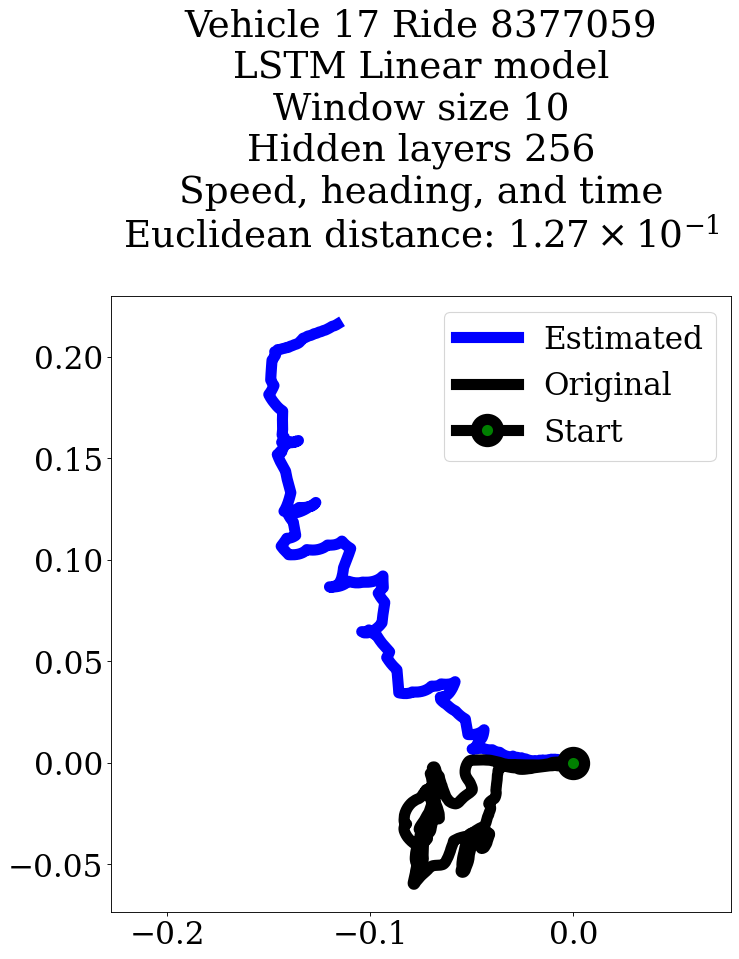 Vehicle 17 Ride 8377059
LSTM Linear model
Window size 10
Hidden layers 256
Speed, heading, and time
Euclidean distance: 1.27 × 10⁻¹
Estimated
Original
Start
0.20
0.15
0.10
0.05
0.00
−0.05
−0.2
−0.1
0.0